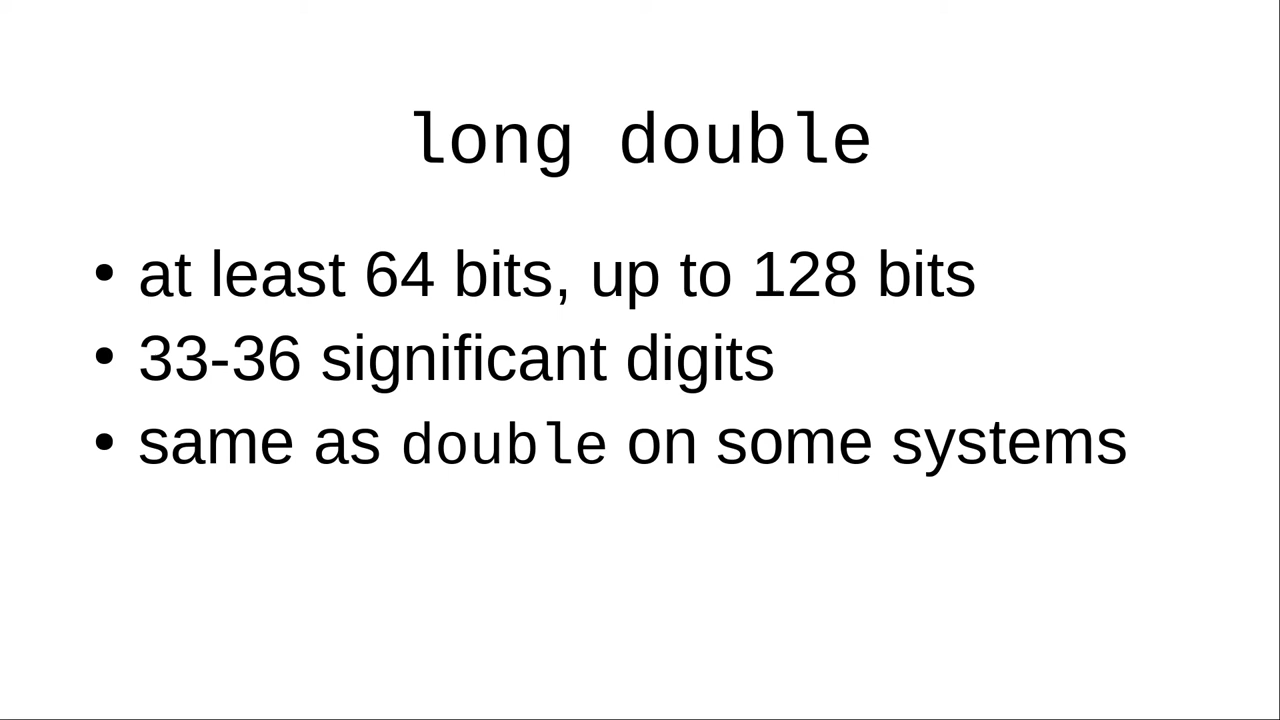 long double
• at least 64 bits, up to 128 bits
• 33-36 significant digits
• same as double on some systems